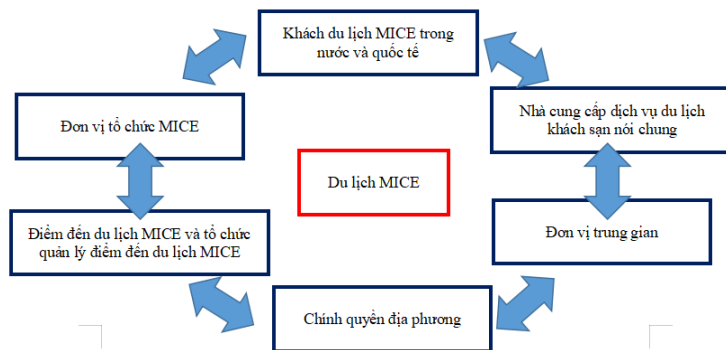 Khách du lịch MICE trong
nước và quốc tế
Đơn vị tổ chức MICE
Nhà cung cấp dịch vụ du lịch
khách sạn nói chung
Du lịch MICE
Điểm đến du lịch MICE và tổ chức
quản lý điểm đến du lịch MICE
Đơn vị trung gian
Chính quyền địa phương